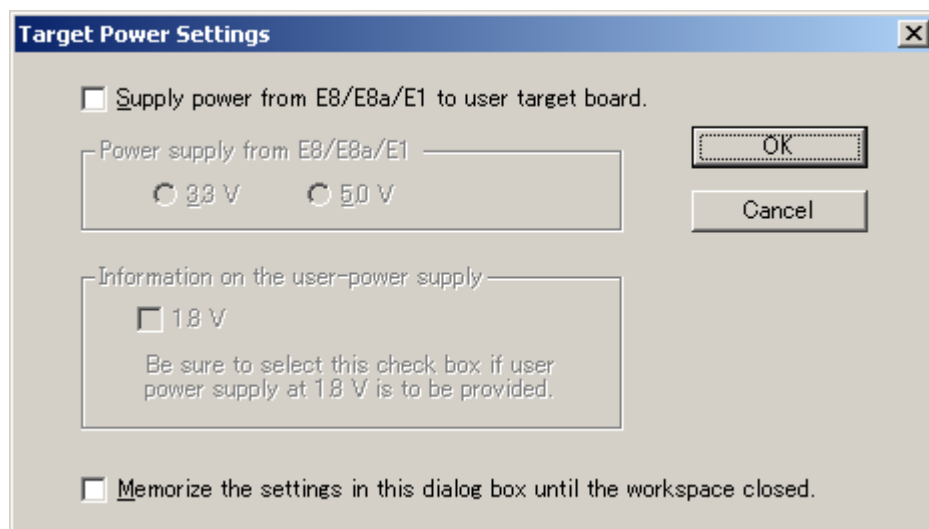 Target Power Settings
Supply power from E8/E8a/E1 to user target board.
Power supply from E8/E8a/E1
3.3 V 5.0 V
OK
Cancel
Information on the user-power supply
1.8 V
Be sure to select this check box if user
power supply at 1.8 V is to be provided.
Memorize the settings in this dialog box until the workspace closed.